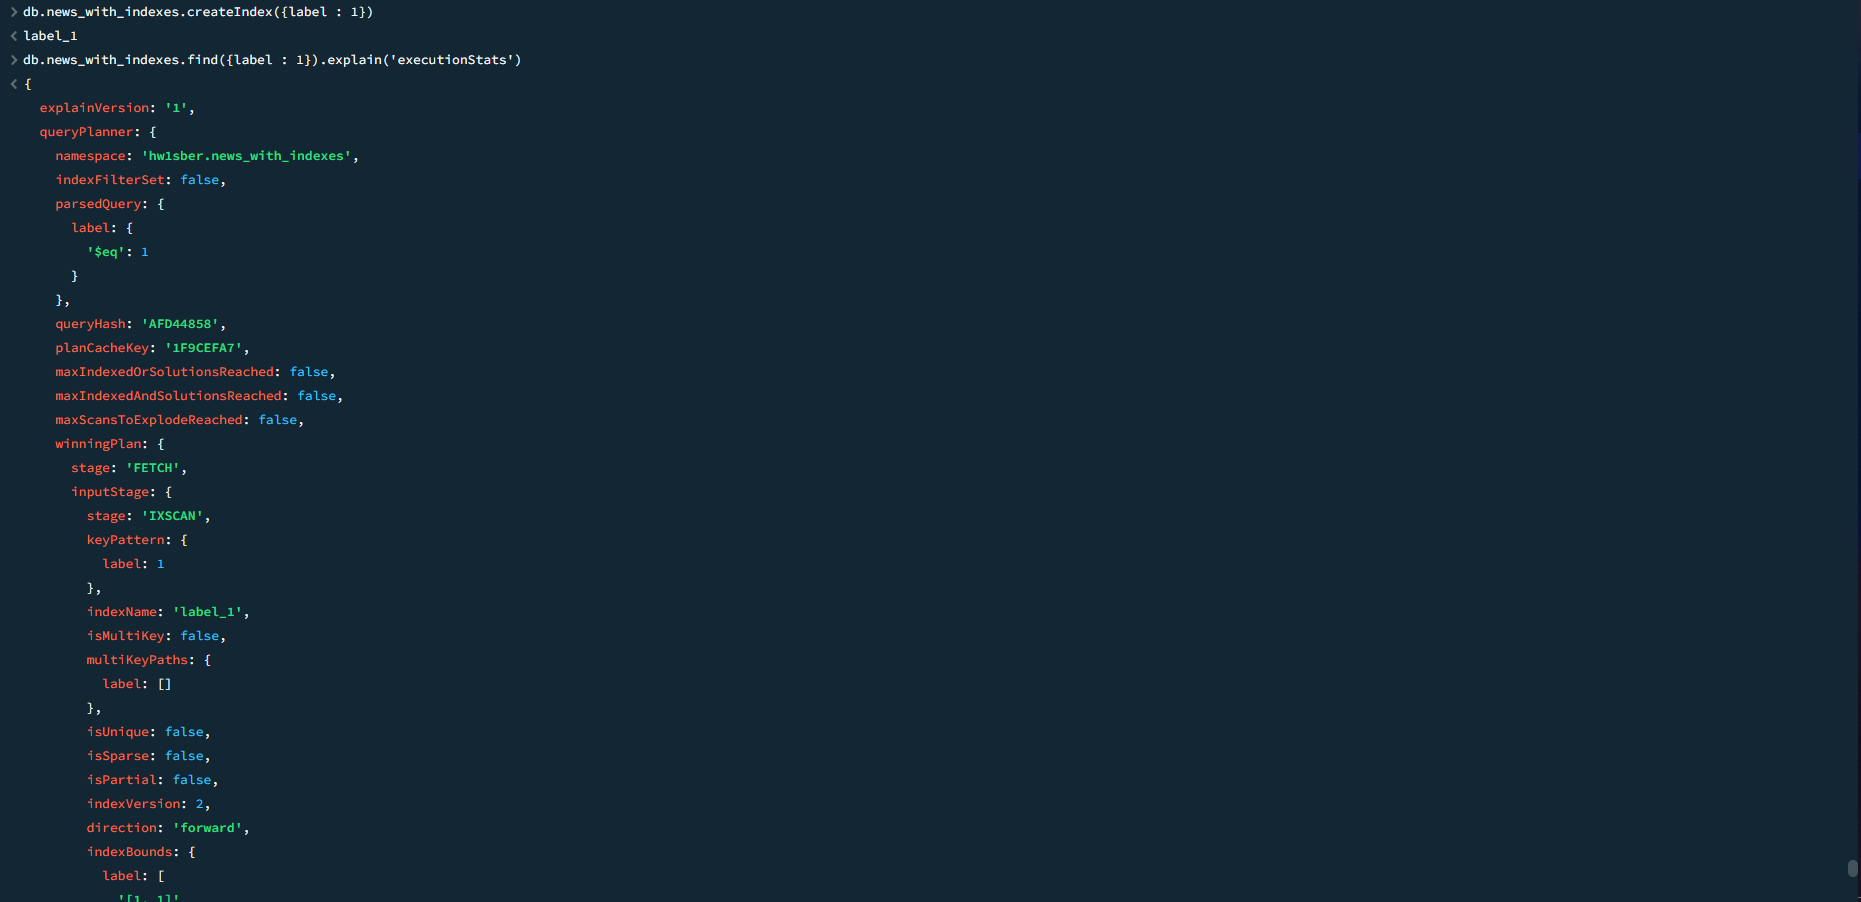 > db.news_with_indexes.createIndex({label : 1})
< label_1
> db.news_with_indexes.find({label : 1}).explain('executionStats')
< {
explainVersion: '1',
queryPlanner: {
namespace: 'hw1sber.news_with_indexes',
indexFilterSet: false,
parsedQuery: {
label: {
'$eq': 1
}
},
queryHash: 'AFD44858',
planCacheKey: '1F9CEFA7',
maxIndexedOrSolutionsReached: false,
maxIndexedAndSolutionsReached: false,
maxScansToExplodeReached: false,
winningPlan: {
stage: 'FETCH',
inputStage: {
stage: 'IXSCAN',
keyPattern: {
label: 1
},
indexName: 'label_1',
isMultiKey: false,
multiKeyPaths: {
label: []
},
isUnique: false,
isSparse: false,
isPartial: false,
indexVersion: 2,
direction: 'forward',
indexBounds: {
label: [
'[1, 1]'